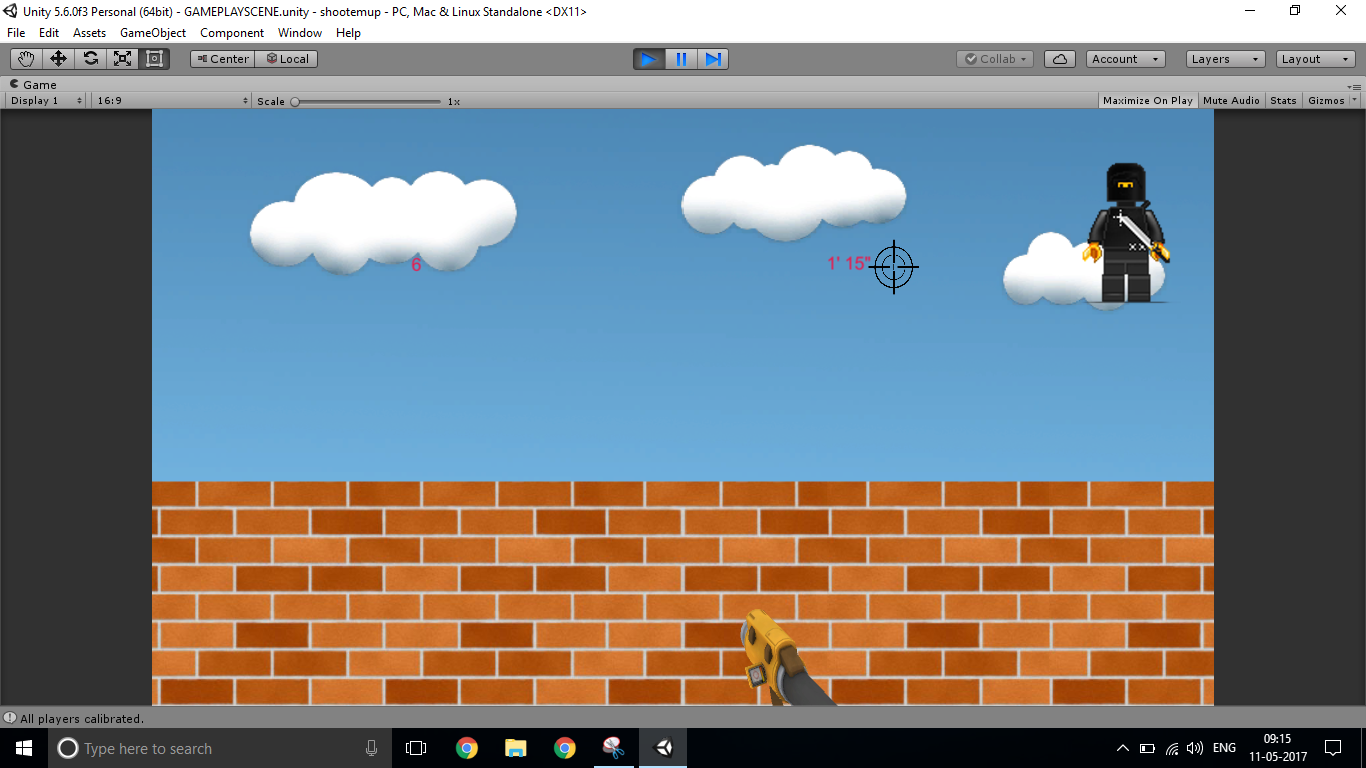 Unity 5.6.0f3 Personal (64bit) - GAMEPLAYSCENE.unity - shootemup - PC, Mac & Linux Standalone <DX11>
File Edit Assets GameObject Component Window Help
Center Local Collab Account Layers Layout
Game
Display 1 16:9 Scale 1x Maximize On Play Mute Audio Stats Gizmos
6 1' 15"
All players calibrated.
Type here to search ENG 09:15
11-05-2017